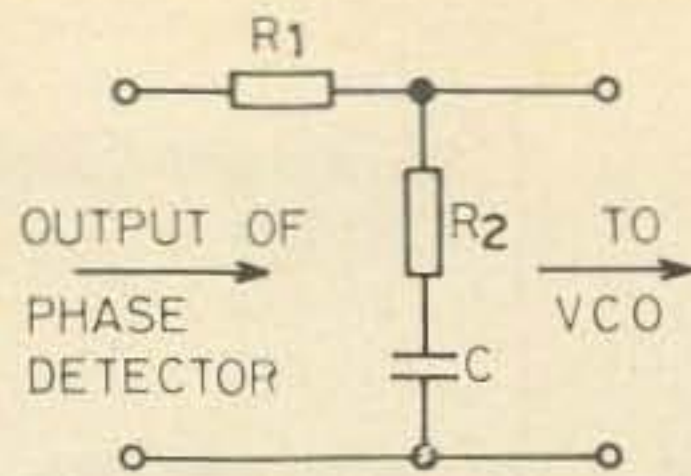 R1
OUTPUT OF
PHASE
DETECTOR
R2
C
TO
VCO